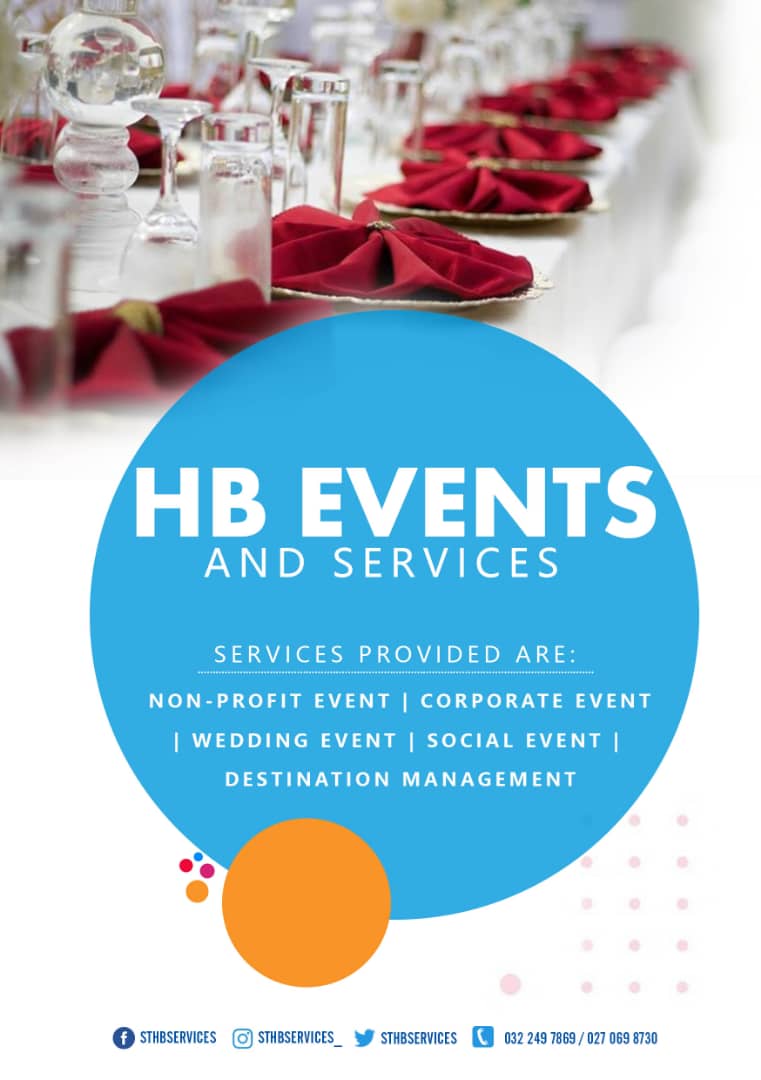 HB EVENTS
AND SERVICES
SERVICES PROVIDED ARE:
NON-PROFIT EVENT | CORPORATE EVENT
| WEDDING EVENT | SOCIAL EVENT |
DESTINATION MANAGEMENT
STHBSERVICES STHBSERVICES_ STHBSERVICES 032 249 7869 / 027 069 8730